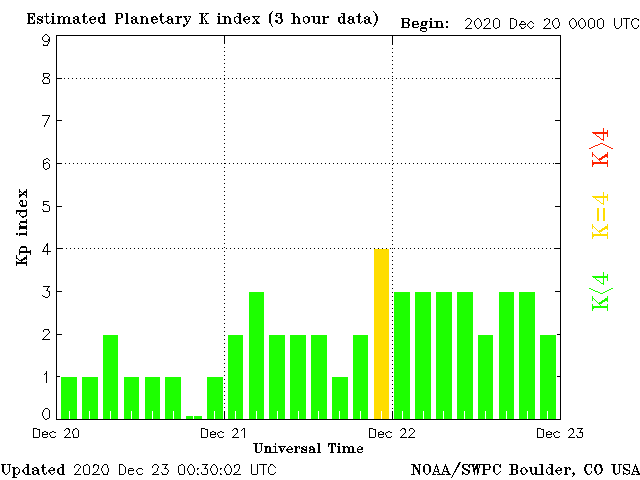 Estimated Planetary K index (3 hour data) Begin: 2020 Dec 20 0000 UTC
9
8
7
6
5
4
3
2
1
0
Kp index
K>4
K=4
K<4
Dec 20 Dec 21 Dec 22 Dec 23
Universal Time
Updated 2020 Dec 23 00:30:02 UTC NOAA/SWPC Boulder, CO USA